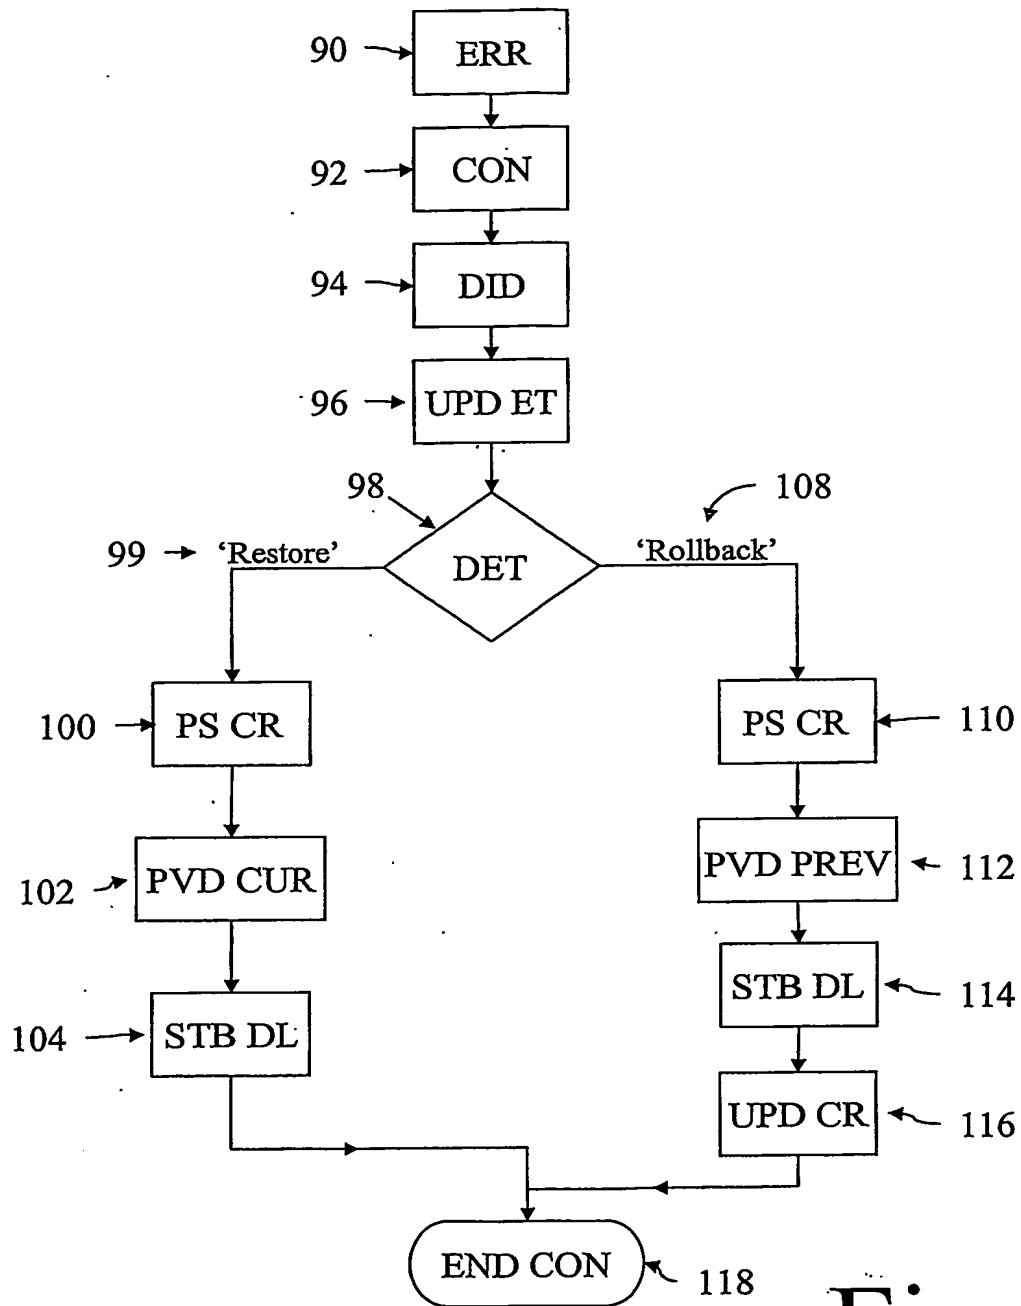 90 ERR
92 CON
94 DID
96 UPD ET
98
108
99 'Restore' DET 'Rollback'
100 PS CR PS CR 110
102 PVD CUR PVD PREV 112
104 STB DL STB DL 114
UPD CR 116
END CON 118